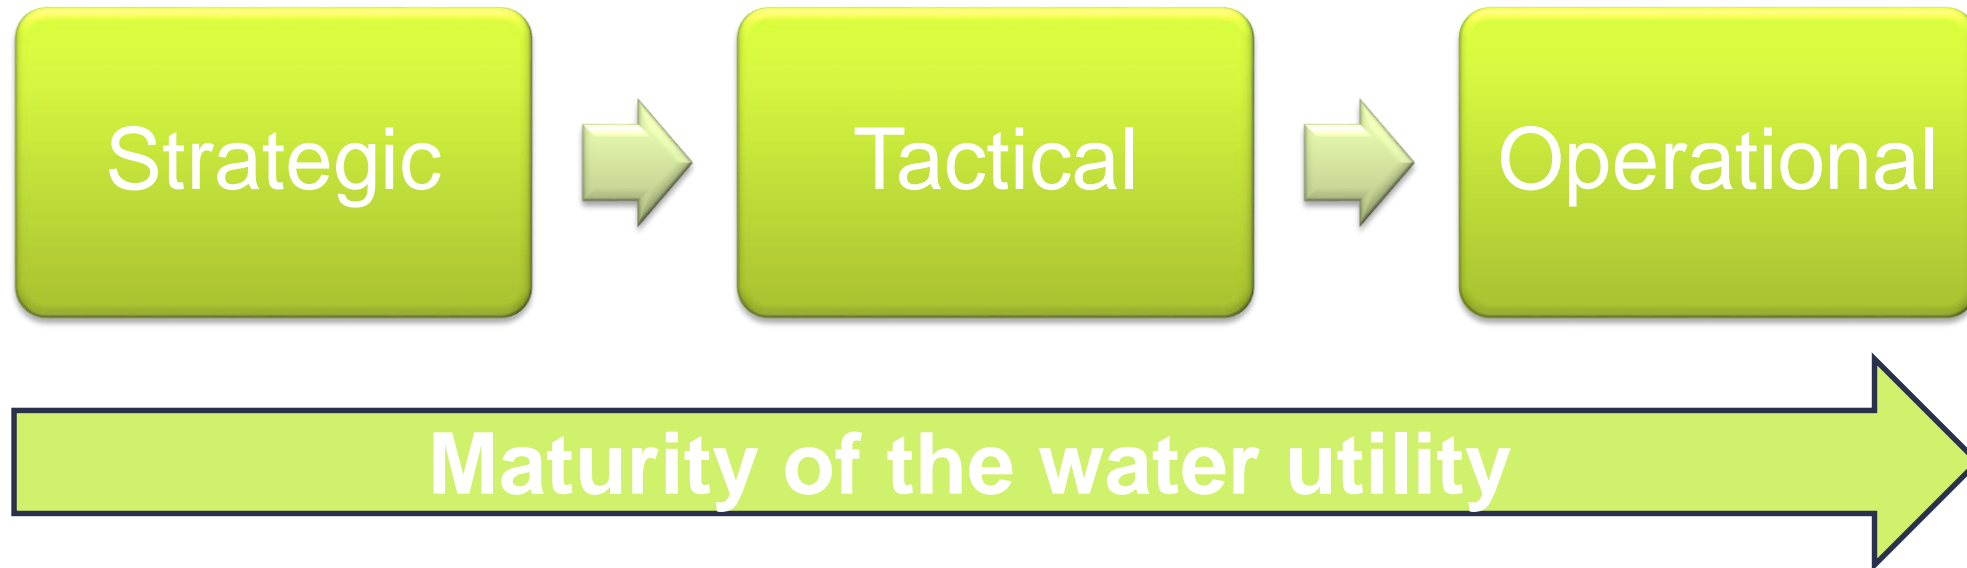 Strategic
Tactical
Operational
Maturity of the water utility